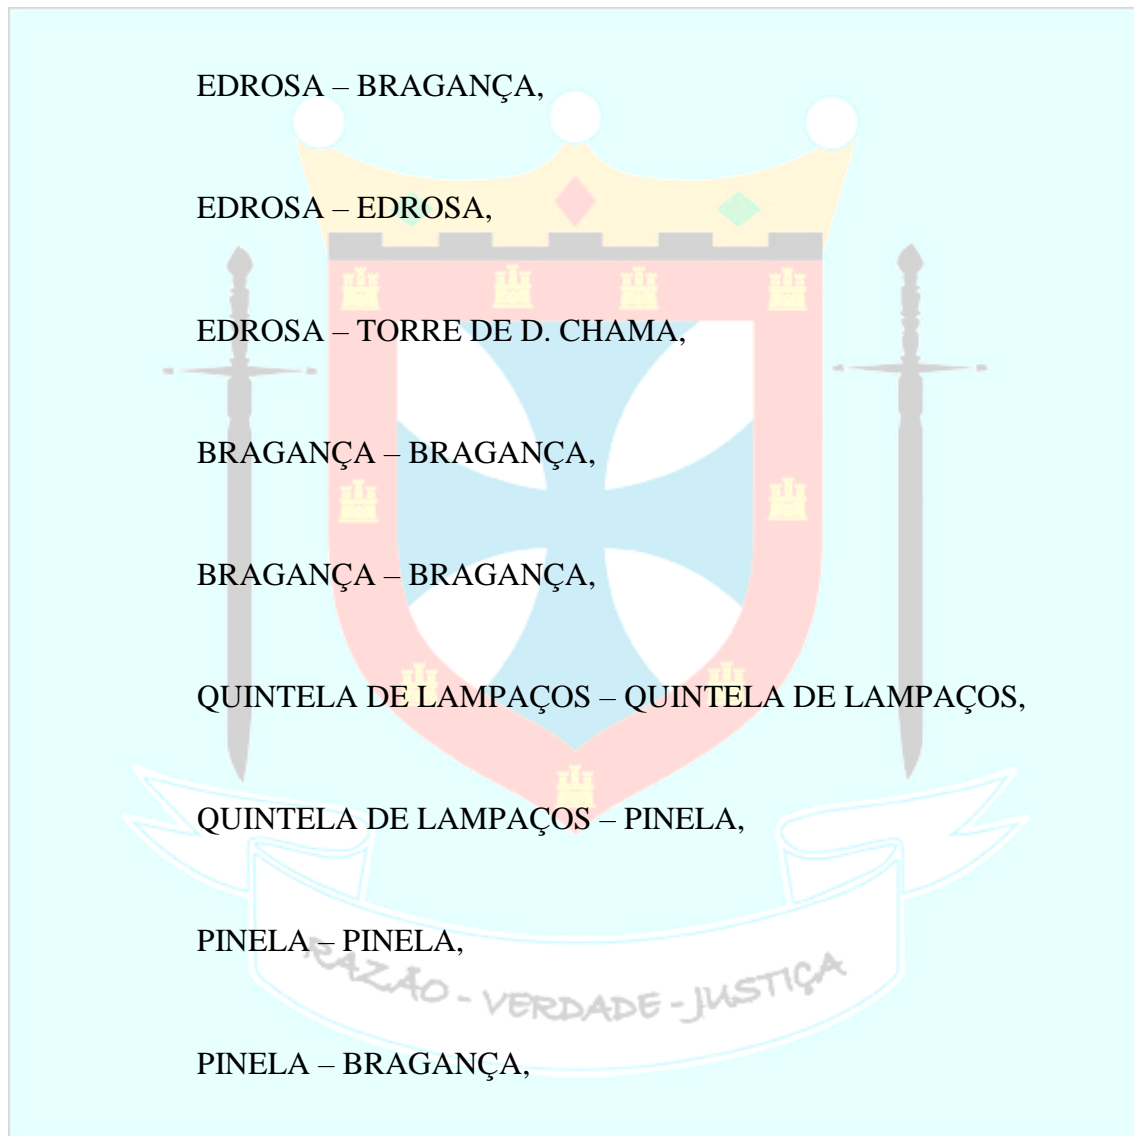 EDROSA – BRAGANÇA,
EDROSA – EDROSA,
EDROSA – TORRE DE D. CHAMA,
BRAGANÇA – BRAGANÇA,
BRAGANÇA – BRAGANÇA,
QUINTELA DE LAMPAÇOS – QUINTELA DE LAMPAÇOS,
QUINTELA DE LAMPAÇOS – PINELA,
PINELA – PINELA,
RAZÃO - VERDADE - JUSTIÇA
PINELA – BRAGANÇA,